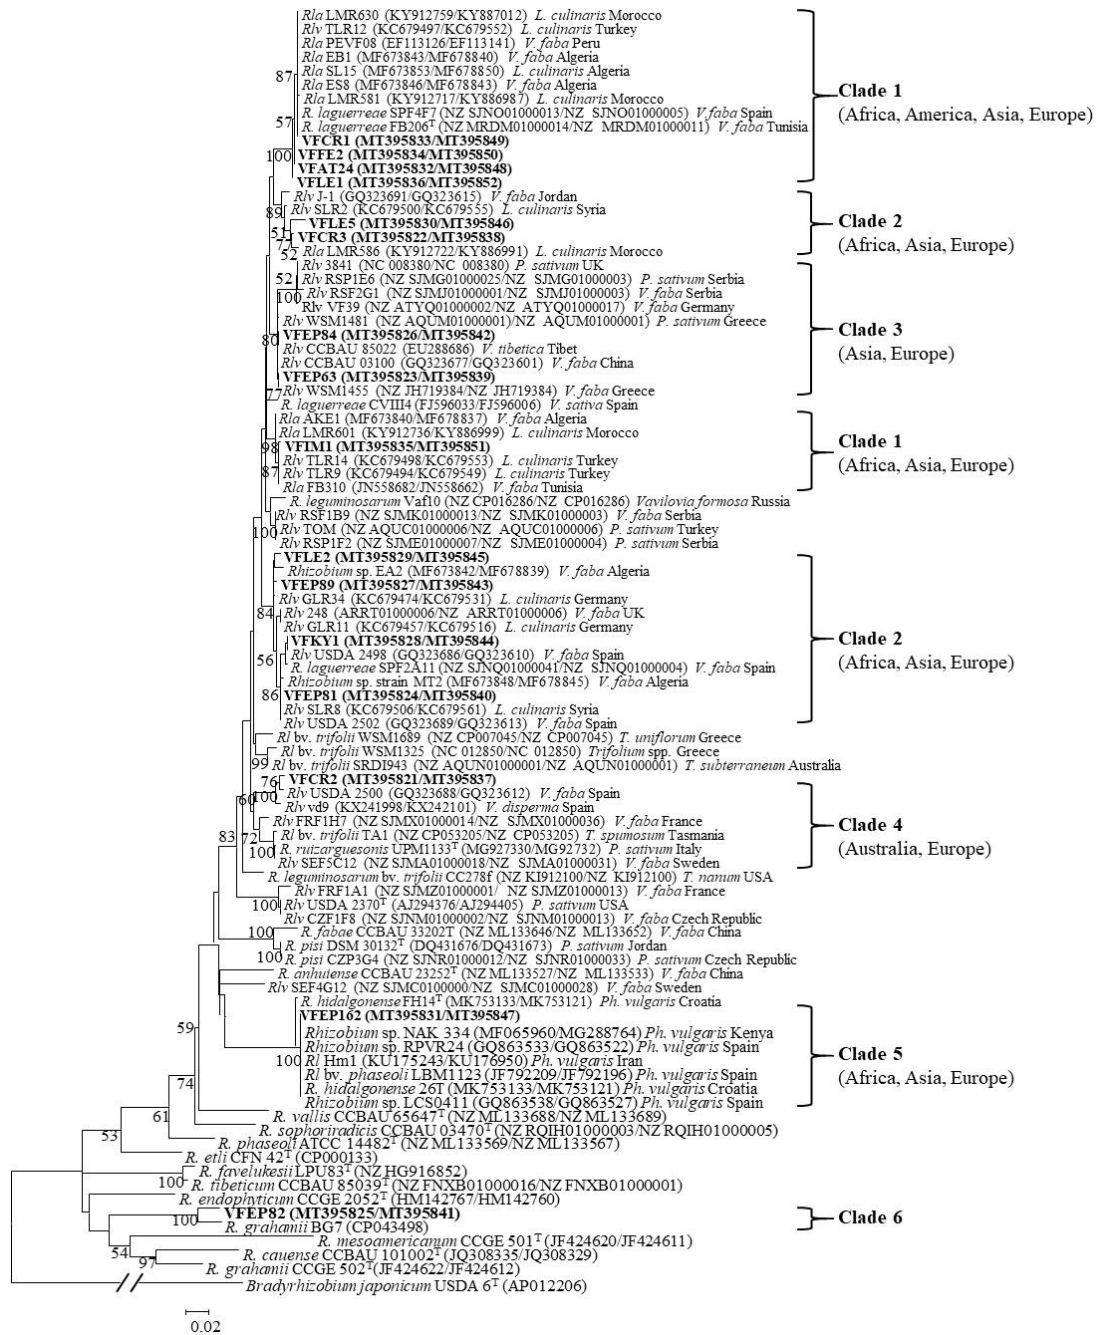 Rla LMR630 (KY912759/KY887012) L. culinaris Morocco
Rlv TLR12 (KC679497/KC679552) L. culinaris Turkey
Rla PEVF08 (EF113126/EF113141) V. faba Peru
Rla EB1 (MF673843/MF678840) V. faba Algeria
87
Rla SL15 (MF673853/MF678850) L. culinaris Algeria
Rla ES8 (MF673846/MF678843) V. faba Algeria
Clade 1
Rla LMR581 (KY912717/KY886987) L. culinaris Morocco
(Africa, America, Asia, Europe)
R. laguerreae SPF4F7 (NZ SJNO01000013/NZ SJNO01000005) V.faba Spain
57
R. laguerreae FB206T (NZ MRDM01000014/NZ MRDM01000011) V. faba Tunisia
VFCR1 (MT395833/MT395849)
100
VFFE2 (MT395834/MT395850)
VFAT24 (MT395832/MT395848)
VFLE1 (MT395836/MT395852)
Rlv J-1 (GQ323691/GQ323615) V. faba Jordan
89
Rlv SLR2 (KC679500/KC679555) L. culinaris Syria
Clade 2
VFLE5 (MT395830/MT395846)
51
VFCR3 (MT395822/MT395838)
(Africa, Asia, Europe)
52
Rla LMR586 (KY912722/KY886991) L. culinaris Morocco
Rlv 3841 (NC 008380/NC 008380) P. sativum UK
52
Rlv RSP1E6 (NZ SJMG01000025/NZ SJMG01000003) P. sativum Serbia
100
Rlv RSF2G1 (NZ SJMJ01000001/NZ SJMJ01000003) V. faba Serbia
Rlv VF39 (NZ ATYQ01000002/NZ ATYQ01000017) V. faba Germany
Rlv WSM1481 (NZ AQUM01000001)/NZ AQUM01000001) P. sativum Greece
Clade 3
VFEP84 (MT395826/MT395842)
80
Rlv CCBAU 85022 (EU288686) V. tibetica Tibet
(Asia, Europe)
Rlv CCBAU 03100 (GQ323677/GQ323601) V. faba China
VFEP63 (MT395823/MT395839)
77
Rlv WSM1455 (NZ JH719384/NZ JH719384) V. faba Greece
R. laguerreae CVIII4 (FJ596033/FJ596006) V. sativa Spain
Rla AKE1 (MF673840/MF678837) V. faba Algeria
Rla LMR601 (KY912736/KY886999) L. culinaris Morocco
Clade 1
98
VFIM1 (MT395835/MT395851)
Rlv TLR14 (KC679498/KC679553) L. culinaris Turkey
(Africa, Asia, Europe)
87
Rlv TLR9 (KC679494/KC679549) L. culinaris Turkey
Rla FB310 (JN558682/JN558662) V. faba Tunisia
R. leguminosarum Vaf10 (NZ CP016286/NZ CP016286) Vavilovia formosa Russia
Rlv RSF1B9 (NZ SJMK01000013/NZ SJMK01000003) V. faba Serbia
100
Rlv TOM (NZ AQUC01000006/NZ AQUC01000006) P. sativum Turkey
Rlv RSP1F2 (NZ SJME01000007/NZ SJME01000004) P. sativum Serbia
VFLE2 (MT395829/MT395845)
Rhizobium sp. EA2 (MF673842/MF678839) V. faba Algeria
VFEP89 (MT395827/MT395843)
Rlv GLR34 (KC679474/KC679531) L. culinaris Germany
84
Rlv 248 (ARRT01000006/NZ ARRT01000006) V. faba UK
Rlv GLR11 (KC679457/KC679516) L. culinaris Germany
Clade 2
VFKY1 (MT395828/MT395844)
56
Rlv USDA 2498 (GQ323686/GQ323610) V. faba Spain
(Africa, Asia, Europe)
R. laguerreae SPF2A11 (NZ SJNQ01000041/NZ SJNQ01000004) V. faba Spain
Rhizobium sp. strain MT2 (MF673848/MF678845) V. faba Algeria
86
VFEP81 (MT395824/MT395840)
Rlv SLR8 (KC679506/KC679561) L. culinaris Syria
Rlv USDA 2502 (GQ323689/GQ323613) V. faba Spain
Rl bv. trifolii WSM1689 (NZ CP007045/NZ CP007045) T. uniflorum Greece
Rl bv. trifolii WSM1325 (NC 012850/NC 012850) Trifolium spp. Greece
99
Rl bv. trifolii SRDI943 (NZ AQUN01000001/NZ AQUN01000001) T. subterraneum Australia
76
VFCR2 (MT395821/MT395837)
60
100
Rlv USDA 2500 (GQ323688/GQ323612) V. faba Spain
Rlv vd9 (KX241998/KX242101) V. disperma Spain
Rlv FRF1H7 (NZ SJMX01000014/NZ SJMX01000036) V. faba France
Clade 4
83
72
Rl bv. trifolii TA1 (NZ CP053205/NZ CP053205) T. spumosum Tasmania
100
R. ruizarguesonis UPM1133T (MG927330/MG92732) P. sativum Italy
(Australia, Europe)
Rlv SEF5C12 (NZ SJMA01000018/NZ SJMA01000031) V. faba Sweden
R. leguminosarum bv. trifolii CC278f (NZ KI912100/NZ KI912100) T. nanum USA
Rlv FRF1A1 (NZ SJMZ01000001/ NZ SJMZ01000013) V. faba France
100
Rlv USDA 2370T (AJ294376/AJ294405) P. sativum USA
Rlv CZF1F8 (NZ SJNM01000002/NZ SJNM01000013) V. faba Czech Republic
100
R. fabae CCBAU 33202T (NZ ML133646/NZ ML133652) V. faba China
R. pisi DSM 30132T (DQ431676/DQ431673) P. sativum Jordan
100
R. pisi CZP3G4 (NZ SJNR01000012/NZ SJNR01000033) P. sativum Czech Republic
R. anhuiense CCBAU 23252T (NZ ML133527/NZ ML133533) V. faba China
Rlv SEF4G12 (NZ SJMC0100000/NZ SJMC01000028) V. faba Sweden
R. hidalgonense FH14T (MK753133/MK753121) Ph. vulgaris Croatia
VFEP162 (MT395831/MT395847)
59
Rhizobium sp. NAK 334 (MF065960/MG288764) Ph. vulgaris Kenya
Rhizobium sp. RPVR24 (GQ863533/GQ863522) Ph. vulgaris Spain
100
Rl Hm1 (KU175243/KU176950) Ph. vulgaris Iran
Clade 5
Rl bv. phaseoli LBM1123 (JF792209/JF792196) Ph. vulgaris Spain
(Africa, Asia, Europe)
74
R. hidalgonense 26T (MK753133/MK753121) Ph. vulgaris Croatia
Rhizobium sp. LCS0411 (GQ863538/GQ863527) Ph. vulgaris Spain
61
R. vallis CCBAU 65647T (NZ ML133688/NZ ML133689)
R. sophoriradicis CCBAU 03470T (NZ RQIH01000003/NZ RQIH01000005)
53
R. phaseoli ATCC 14482T (NZ ML133569/NZ ML133567)
R. etli CFN 42T (CP000133)
R. favelukesii LPU83T (NZ HG916852)
100
R. tibeticum CCBAU 85039T (NZ FNXB01000016/NZ FNXB01000001)
R. endophyticum CCGE 2052T (HM142767/HM142760)
VFEP82 (MT395825/MT395841)
Clade 6
100
R. grahamii BG7 (CP043498)
R. mesoamericanum CCGE 501T (JF424620/JF424611)
54
R. cauense CCBAU 101002T (JQ308335/JQ308329)
97
R. grahamii CCGE 502T (JF424622/JF424612)
Bradyrhizobium japonicum USDA 6T (AP012206)
0.02